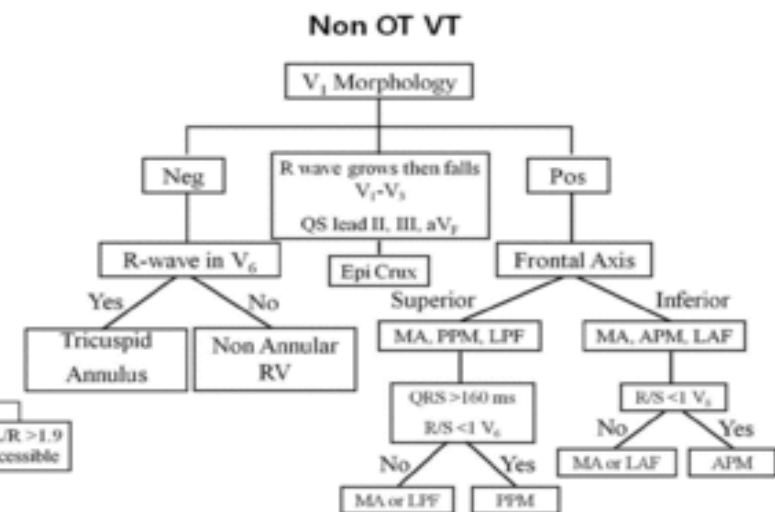 Non OT VT
V₁ Morphology
Neg
R wave grows then falls
V₁-V₃
QS lead II, III, aV_F
Pos
R-wave in V₆
Epi Crux
Frontal Axis
Yes
No
Superior
Inferior
Tricuspid
Annulus
Non Annular
RV
MA, PPM, LPF
MA, APM, LAF
QRS >160 ms
R/S <1 V₆
R/S <1 V₆
/R >1.9
cessible
No
Yes
No
Yes
MA or LAF
APM
MA or LPF
PPM